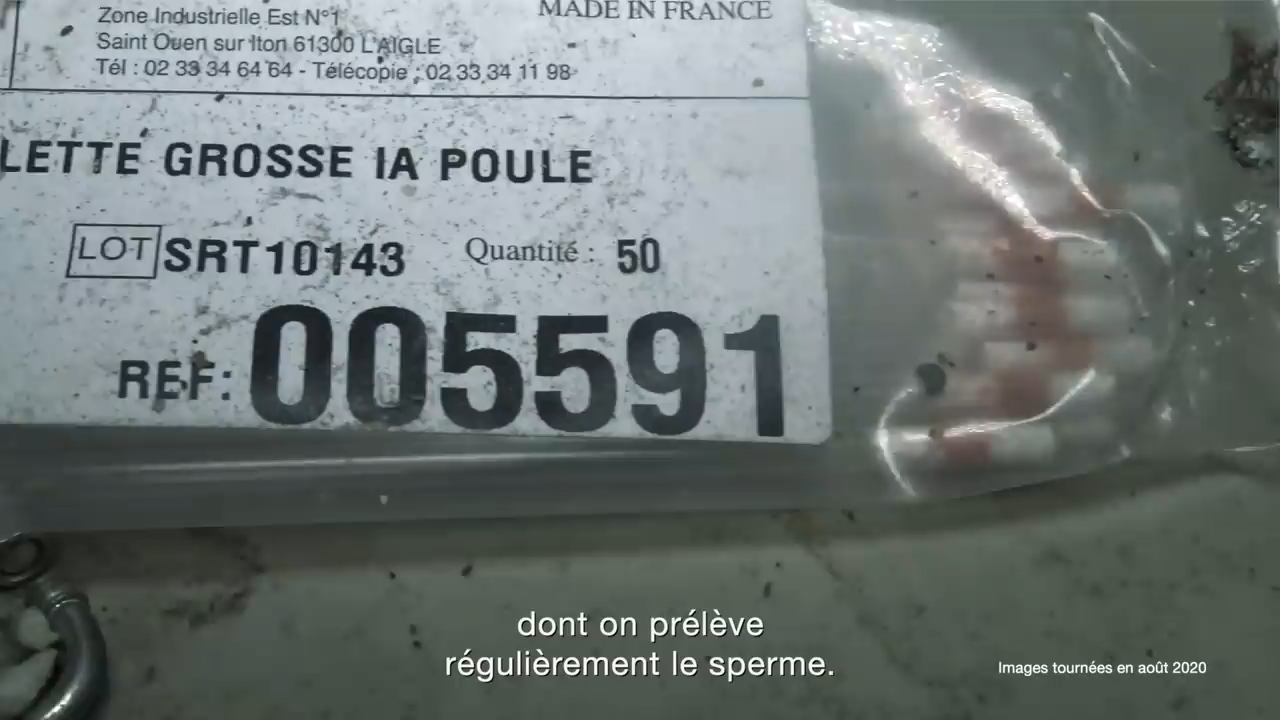 MADE IN FRANCE
Zone Industrielle Est N°1
Saint Ouen sur Iton 61300 L'AIGLE
Tél : 02 33 34 64 64 - Télécopie : 02 33 34 11 98
LETTE GROSSE IA POULE
LOT SRT10143 Quantité : 50
REF: 005591
dont on prélève
régulièrement le sperme.
Images tournées en août 2020